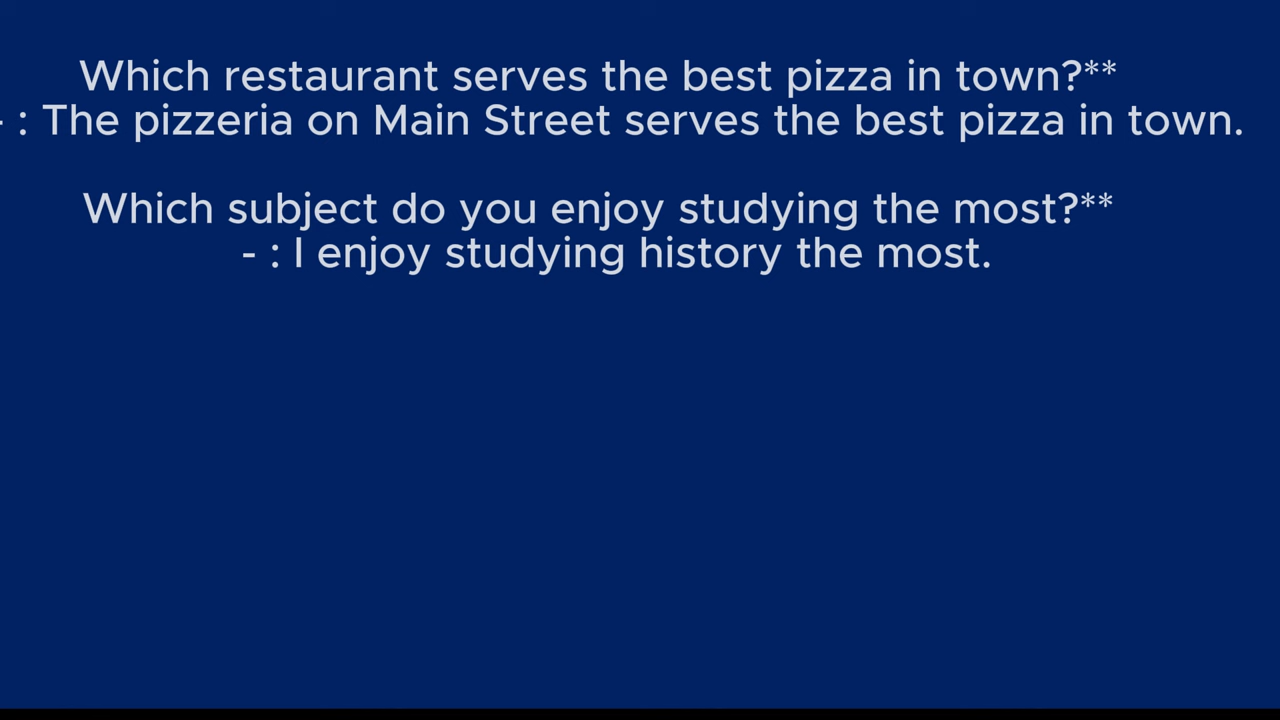 Which restaurant serves the best pizza in town?**
- : The pizzeria on Main Street serves the best pizza in town.
Which subject do you enjoy studying the most?**
- : I enjoy studying history the most.